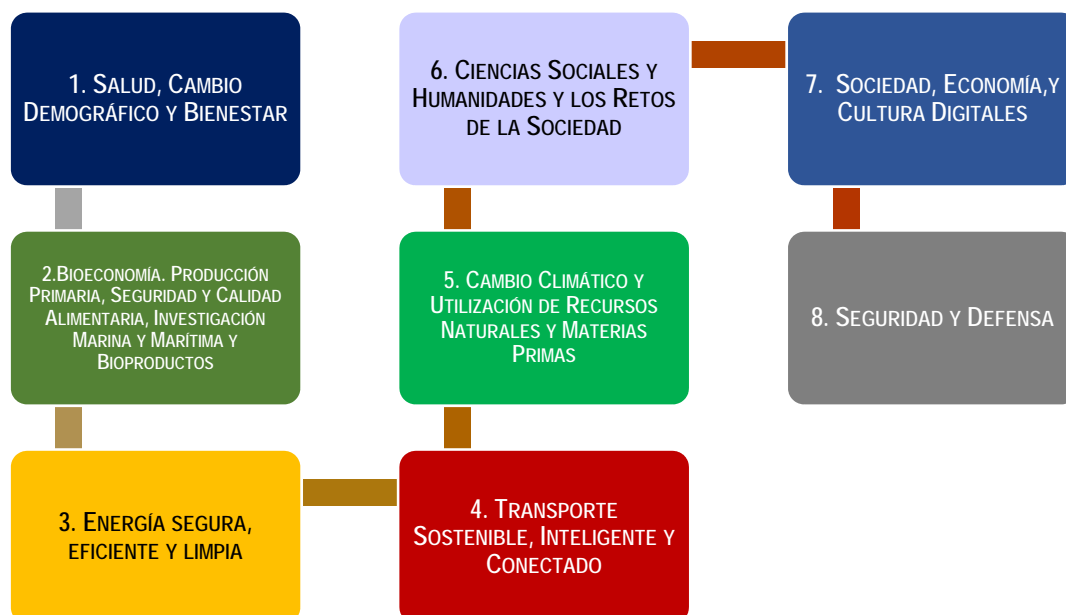 1. Salud, Cambio
Demográfico y Bienestar
2.Bioeconomía. Producción
Primaria, Seguridad y Calidad
Alimentaria, Investigación
Marina y Marítima y
Bioproductos
3. Energía segura,
eficiente y limpia
4. Transporte
Sostenible, Inteligente y
Conectado
5. Cambio Climático y
Utilización de Recursos
Naturales y Materias
Primas
6. Ciencias Sociales y
Humanidades y los Retos
de la Sociedad
7. Sociedad, Economía,y
Cultura Digitales
8. Seguridad y Defensa